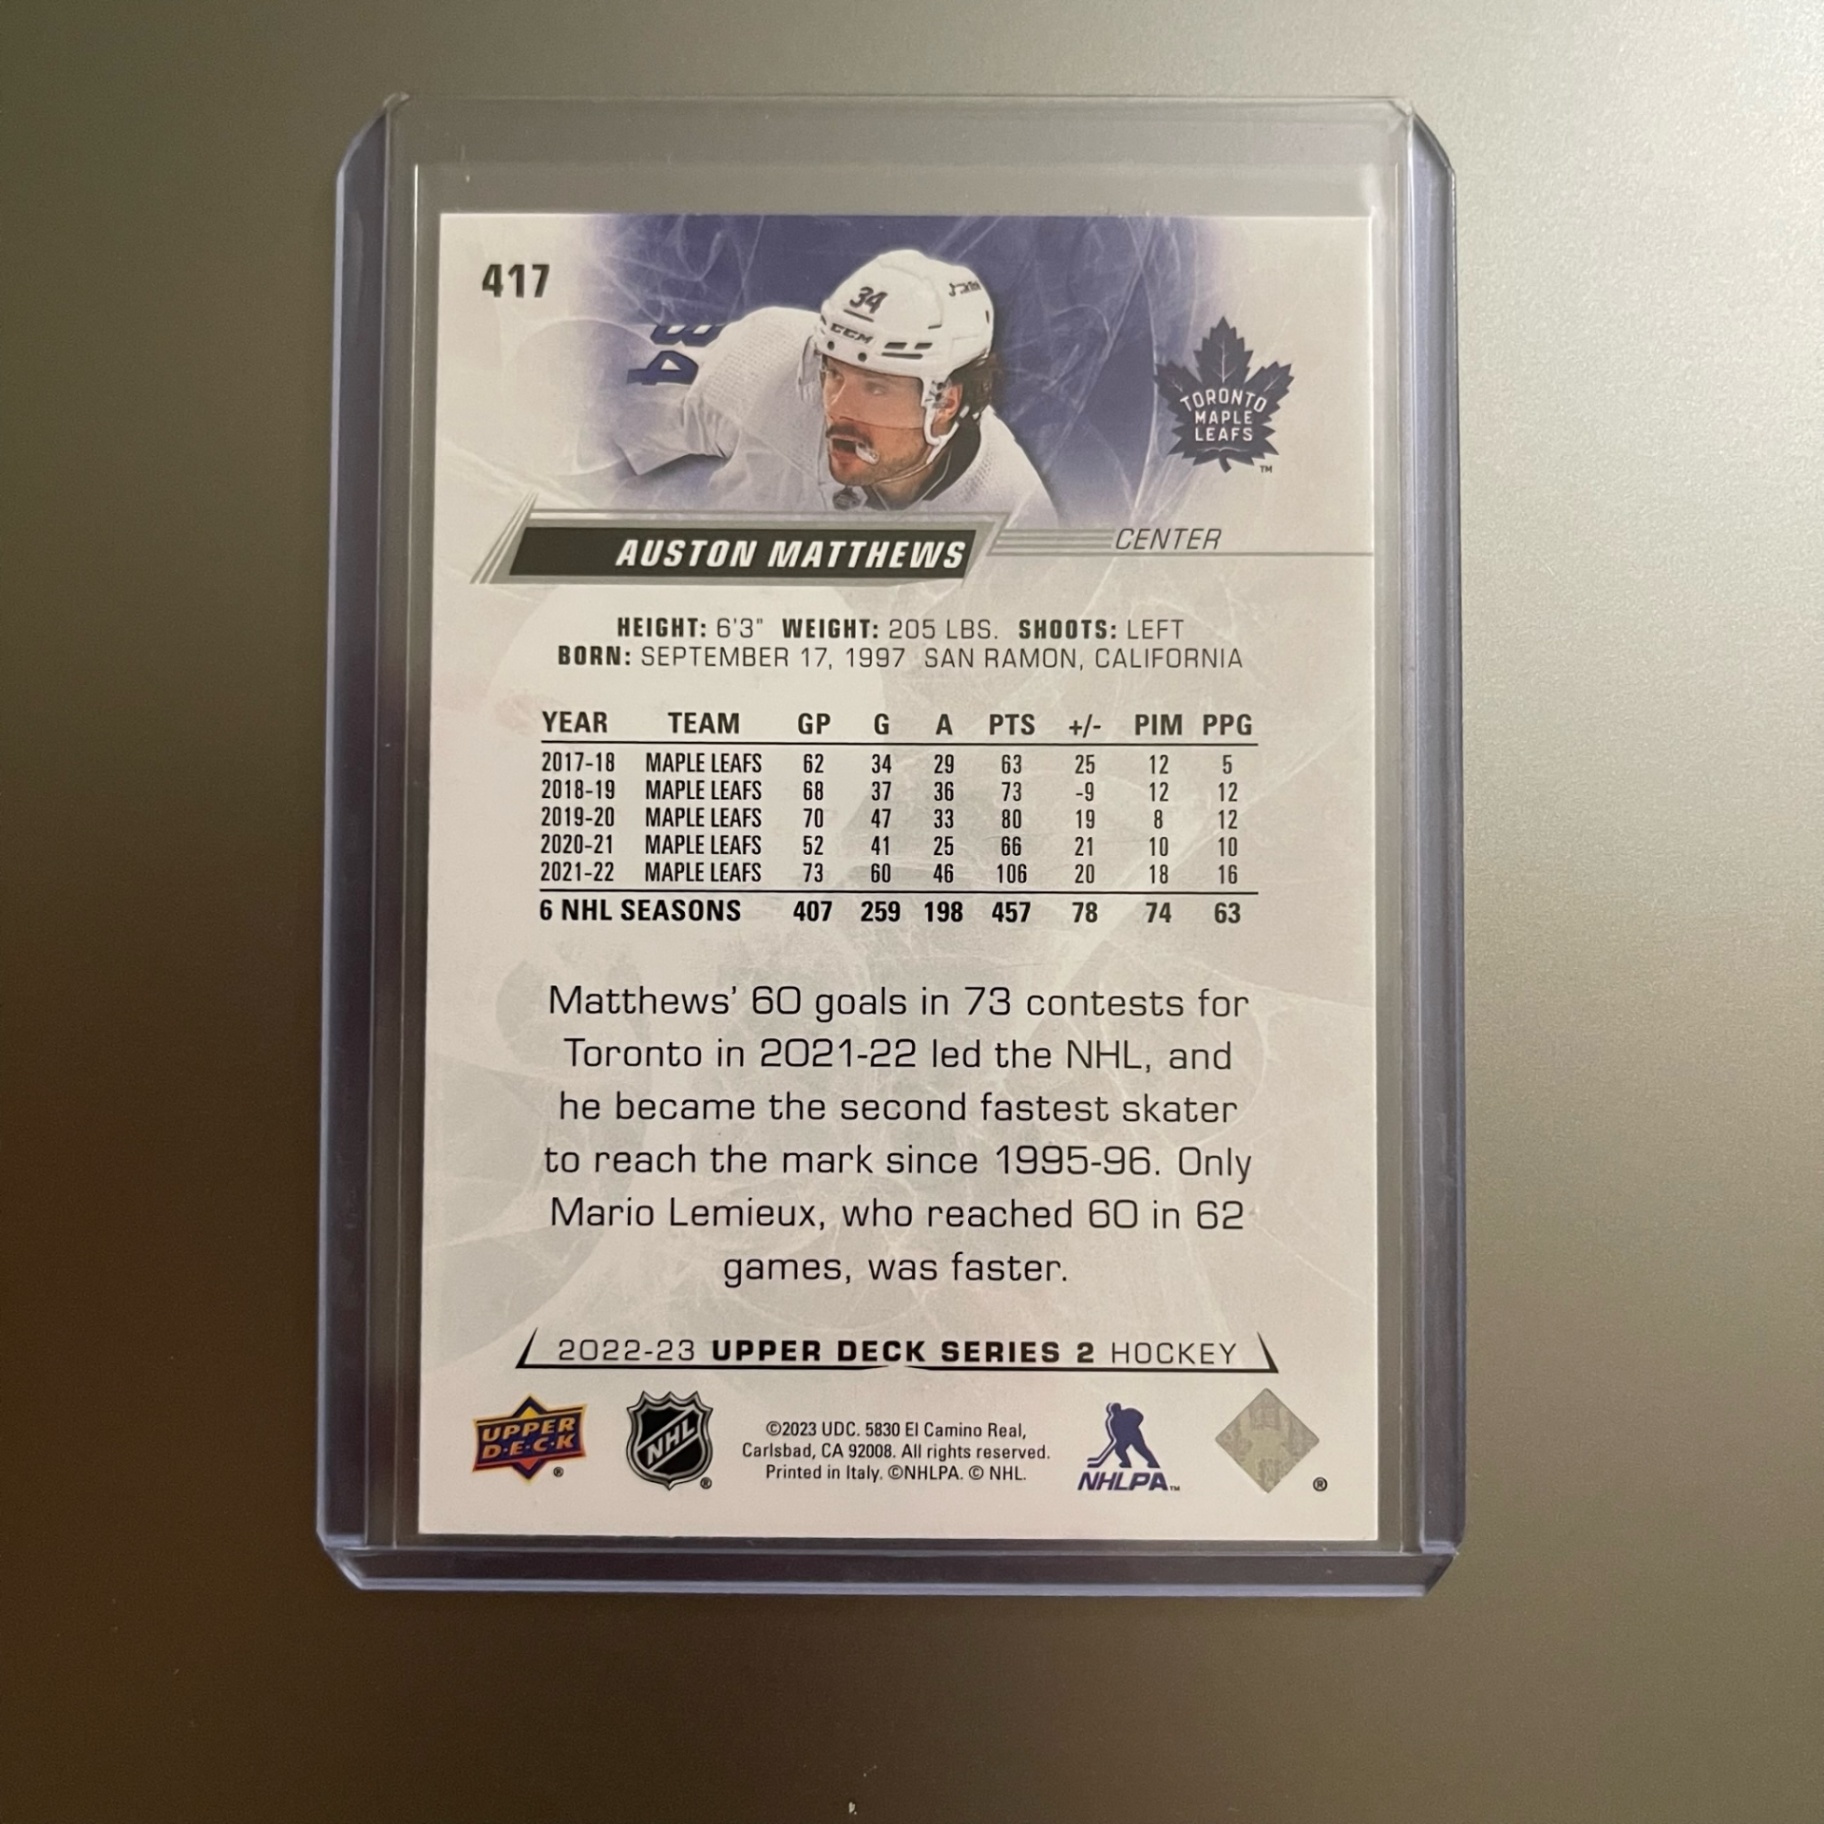 417
34
CCM
34
TORONTO
MAPLE
LEAFS
TM
AUSTON MATTHEWS
CENTER
HEIGHT: 6'3" WEIGHT: 205 LBS. SHOOTS: LEFT
BORN: SEPTEMBER 17, 1997 SAN RAMON, CALIFORNIA
YEAR TEAM GP G A PTS +/- PIM PPG
2017-18 MAPLE LEAFS 62 34 29 63 25 12 5
2018-19 MAPLE LEAFS 68 37 36 73 -9 12 12
2019-20 MAPLE LEAFS 70 47 33 80 19 8 12
2020-21 MAPLE LEAFS 52 41 25 66 21 10 10
2021-22 MAPLE LEAFS 73 60 46 106 20 18 16
6 NHL SEASONS 407 259 198 457 78 74 63
Matthews' 60 goals in 73 contests for
Toronto in 2021-22 led the NHL, and
he became the second fastest skater
to reach the mark since 1995-96. Only
Mario Lemieux, who reached 60 in 62
games, was faster.
2022-23 UPPER DECK SERIES 2 HOCKEY
UPPER
D·E·C·K
®
NHL
®
©2023 UDC. 5830 El Camino Real,
Carlsbad, CA 92008. All rights reserved.
Printed in Italy. ©NHLPA. © NHL.
NHLPA™
®